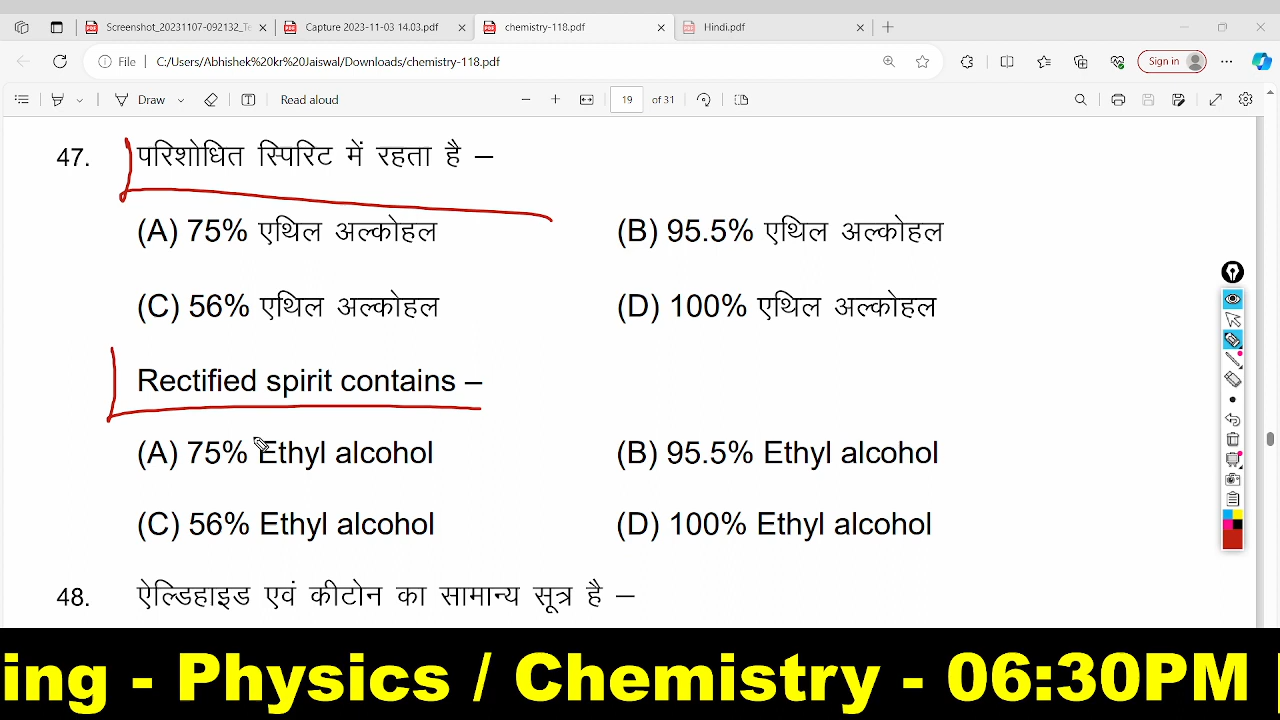 Screenshot_20231107-092132_Te
Capture 2023-11-03 14.03.pdf
chemistry-118.pdf
Hindi.pdf
File
C:/Users/Abhishek%20kr%20Jaiswal/Downloads/chemistry-118.pdf
Sign in
Draw
Read aloud
19 of 31
47. परिशोधित स्पिरिट में रहता है –
(A) 75% एथिल अल्कोहल (B) 95.5% एथिल अल्कोहल
(C) 56% एथिल अल्कोहल (D) 100% एथिल अल्कोहल
Rectified spirit contains –
(A) 75% Ethyl alcohol (B) 95.5% Ethyl alcohol
(C) 56% Ethyl alcohol (D) 100% Ethyl alcohol
48. ऐल्डिहाइड एवं कीटोन का सामान्य सूत्र है –
ing - Physics / Chemistry - 06:30PM